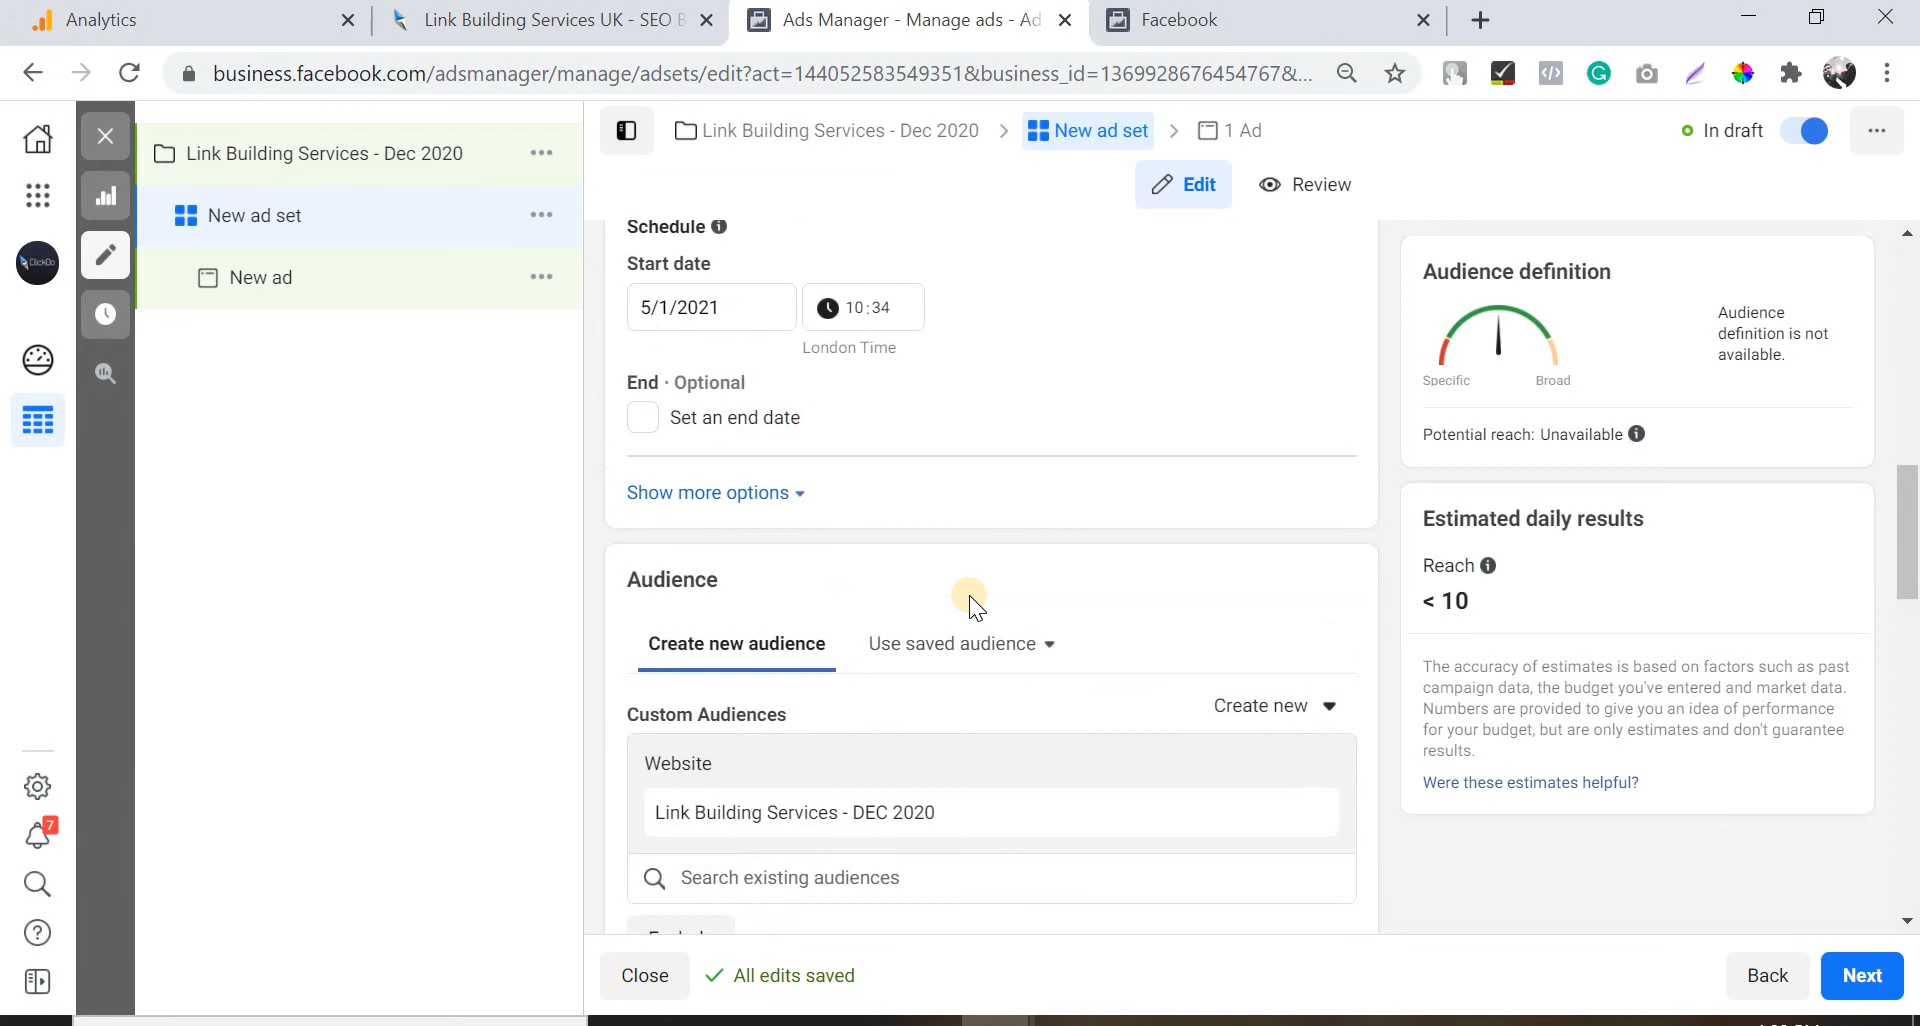 Analytics
Link Building Services UK - SEO B
Ads Manager - Manage ads - Ad
Facebook
business.facebook.com/adsmanager/manage/adsets/edit?act=144052583549351&business_id=1369928676454767&...
Link Building Services - Dec 2020
New ad set
1 Ad
In draft
Edit
Review
Link Building Services - Dec 2020
New ad set
New ad
ClickDo
7
Schedule
Start date
5/1/2021
10:34
London Time
End · Optional
Set an end date
Show more options
Audience
Create new audience
Use saved audience
Custom Audiences
Create new
Website
Link Building Services - DEC 2020
Search existing audiences
Audience definition
Specific
Broad
Audience
definition is not
available.
Potential reach: Unavailable
Estimated daily results
Reach
< 10
The accuracy of estimates is based on factors such as past
campaign data, the budget you've entered and market data.
Numbers are provided to give you an idea of performance
for your budget, but are only estimates and don't guarantee
results.
Were these estimates helpful?
Close
All edits saved
Back
Next